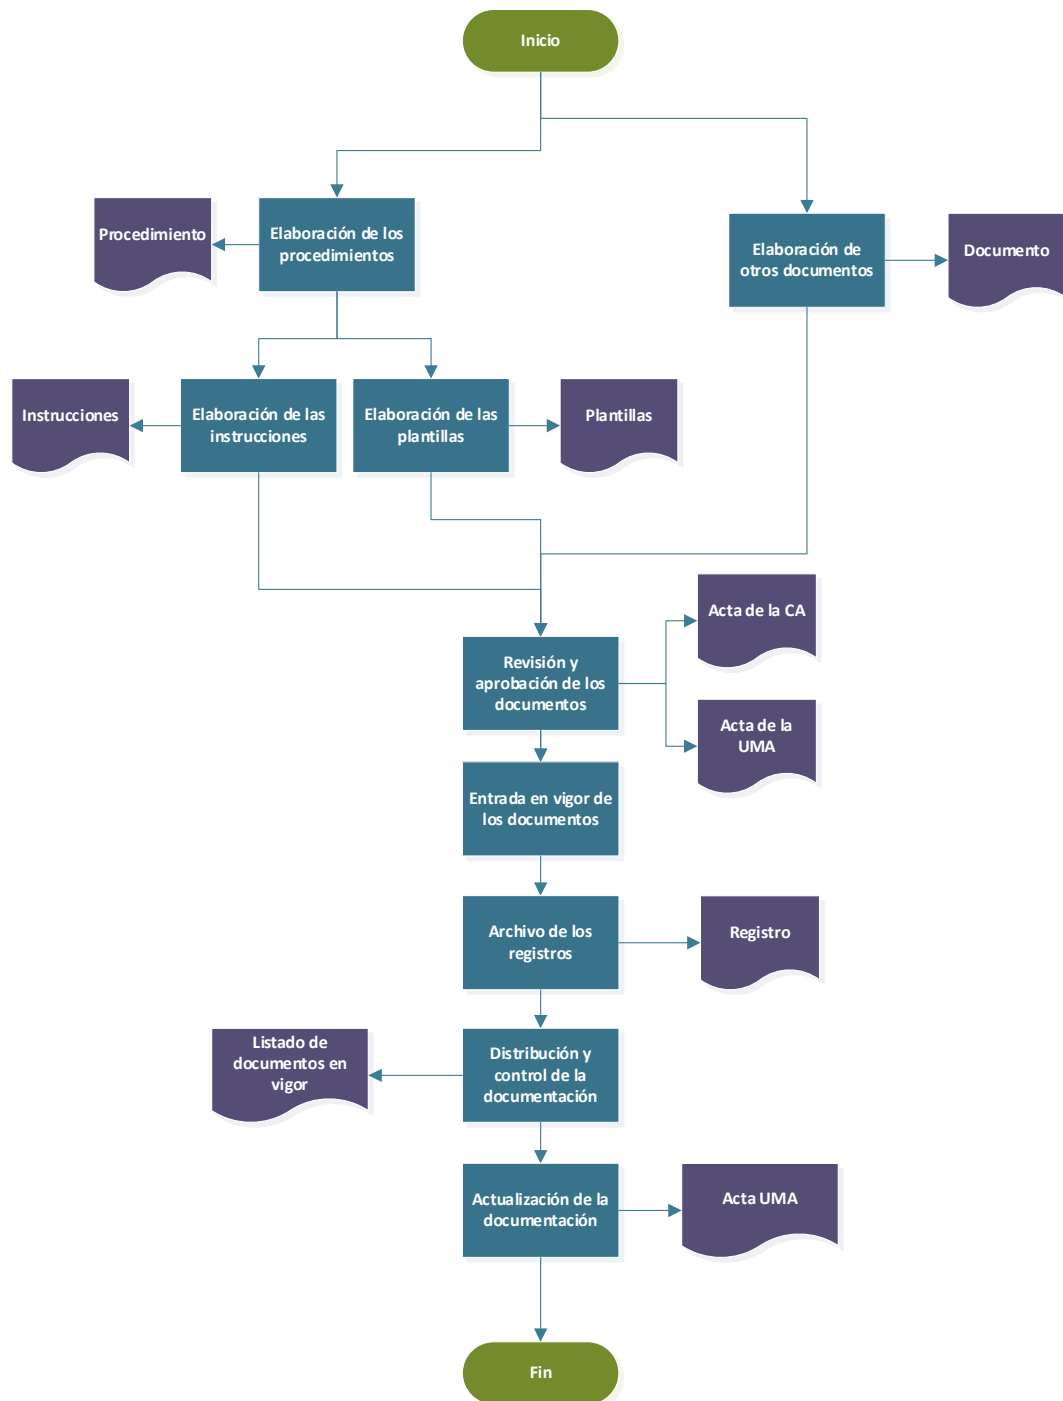 Inicio
Procedimiento
Elaboración de los
procedimientos
Elaboración de
otros documentos
Documento
Instrucciones
Elaboración de las
instrucciones
Elaboración de las
plantillas
Plantillas
Acta de la CA
Revisión y
aprobación de los
documentos
Acta de la
UMA
Entrada en vigor de
los documentos
Archivo de los
registros
Registro
Listado de
documentos en
vigor
Distribución y
control de la
documentación
Actualización de la
documentación
Acta UMA
Fin